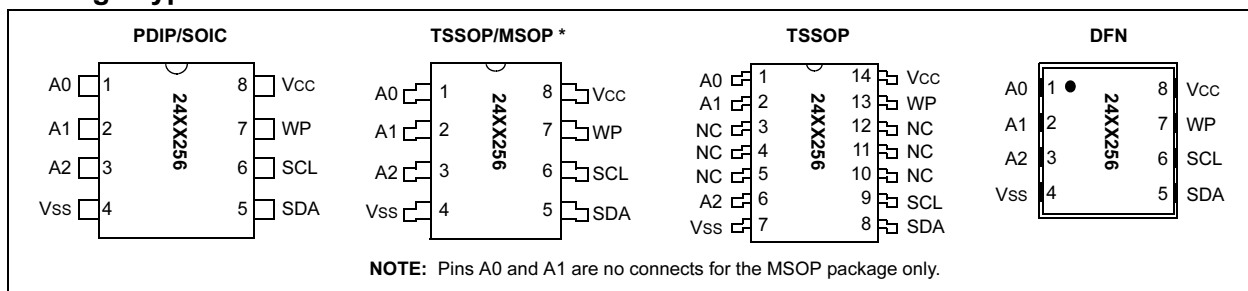 PDIP/SOIC
A0 1 8 VCC
A1 2 7 WP
A2 3 6 SCL
VSS 4 5 SDA
24XX256
TSSOP/MSOP *
A0 1 8 VCC
A1 2 7 WP
A2 3 6 SCL
VSS 4 5 SDA
24XX256
TSSOP
A0 1 14 VCC
A1 2 13 WP
NC 3 12 NC
NC 4 11 NC
NC 5 10 NC
A2 6 9 SCL
VSS 7 8 SDA
24XX256
DFN
A0 1 8 VCC
A1 2 7 WP
A2 3 6 SCL
VSS 4 5 SDA
24XX256
NOTE: Pins A0 and A1 are no connects for the MSOP package only.